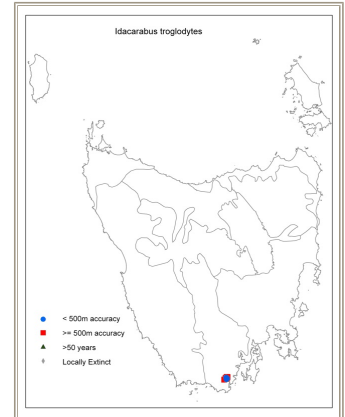 Idacarabus troglodytes
< 500m accuracy
>= 500m accuracy
>50 years
Locally Extinct